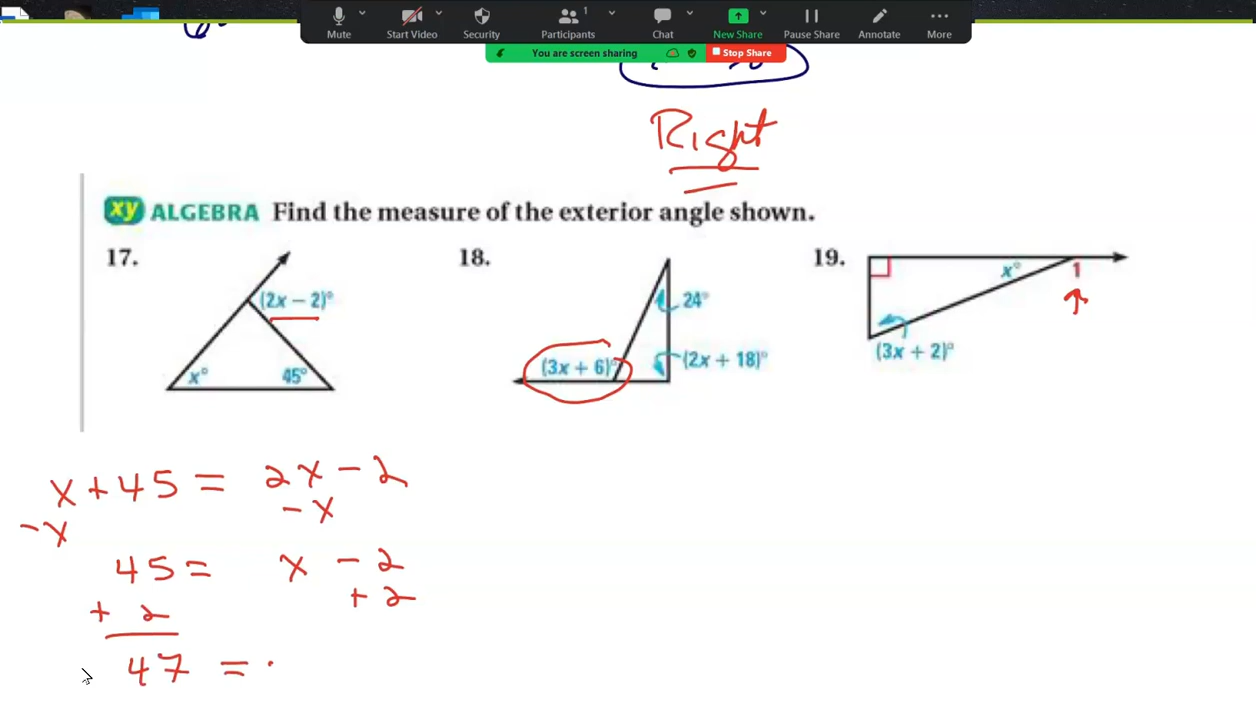 Mute
Start Video
Security
1
Participants
Chat
New Share
Pause Share
Annotate
More
You are screen sharing
Stop Share
Right
xy ALGEBRA Find the measure of the exterior angle shown.
17.
(2x − 2)°
x°
45°
18.
24°
(3x + 6)°
(2x + 18)°
19.
x°
1
(3x + 2)°
x + 45 = 2x − 2
−x −x
45 = x − 2
+ 2 + 2
47 =